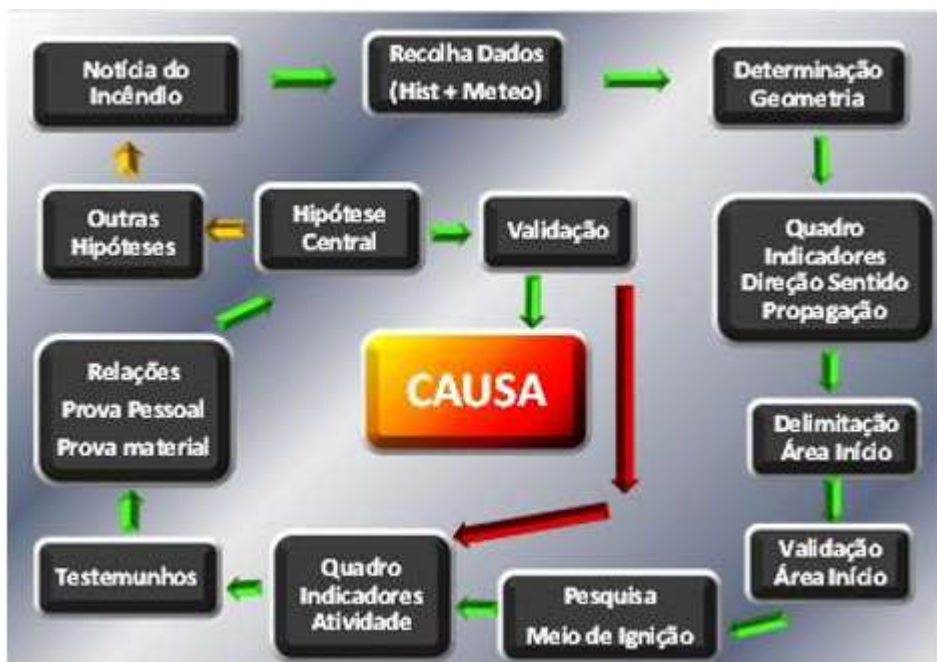 Notícia do
Incêndio
Recolha Dados
(Hist + Meteo)
Determinação
Geometria
Quadro
Indicadores
Direção Sentido
Propagação
Delimitação
Área Início
Validação
Área Início
Pesquisa
Meio de Ignição
Quadro
Indicadores
Atividade
Testemunhos
Relações
Prova Pessoal
Prova material
Hipótese
Central
Outras
Hipóteses
Validação
CAUSA